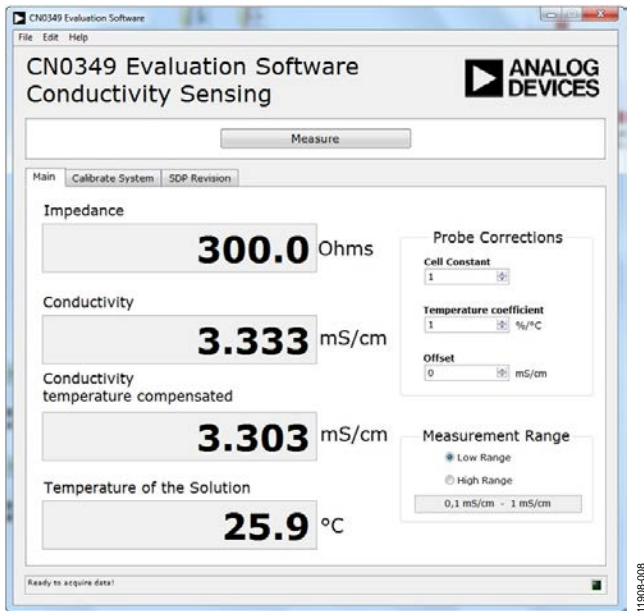 CN0349 Evaluation Software
File Edit Help
CN0349 Evaluation Software
Conductivity Sensing
ANALOG
DEVICES
Measure
Main Calibrate System SDP Revision
Impedance
300.0 Ohms
Conductivity
3.333 mS/cm
Conductivity
temperature compensated
3.303 mS/cm
Temperature of the Solution
25.9 °C
Probe Corrections
Cell Constant
1
Temperature coefficient
1 %/°C
Offset
0 mS/cm
Measurement Range
Low Range
High Range
0,1 mS/cm - 1 mS/cm
Ready to acquire data!
1908-008